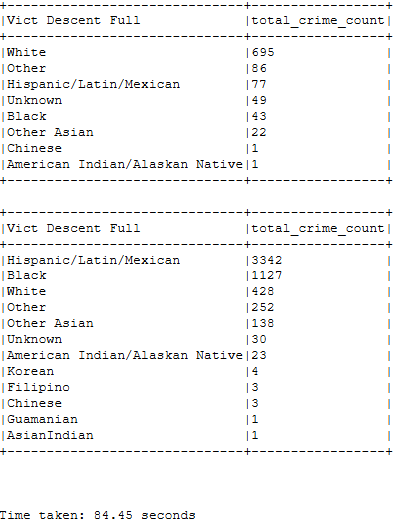 +------------------------------+-----------------+
|Vict Descent Full             |total_crime_count|
+------------------------------+-----------------+
|White                         |695              |
|Other                         |86               |
|Hispanic/Latin/Mexican        |77               |
|Unknown                       |49               |
|Black                         |43               |
|Other Asian                   |22               |
|Chinese                       |1                |
|American Indian/Alaskan Native|1                |
+------------------------------+-----------------+

+------------------------------+-----------------+
|Vict Descent Full             |total_crime_count|
+------------------------------+-----------------+
|Hispanic/Latin/Mexican        |3342             |
|Black                         |1127             |
|White                         |428              |
|Other                         |252              |
|Other Asian                   |138              |
|Unknown                       |30               |
|American Indian/Alaskan Native|23               |
|Korean                        |4                |
|Filipino                      |3                |
|Chinese                       |3                |
|Guamanian                     |1                |
|AsianIndian                   |1                |
+------------------------------+-----------------+

Time taken: 84.45 seconds